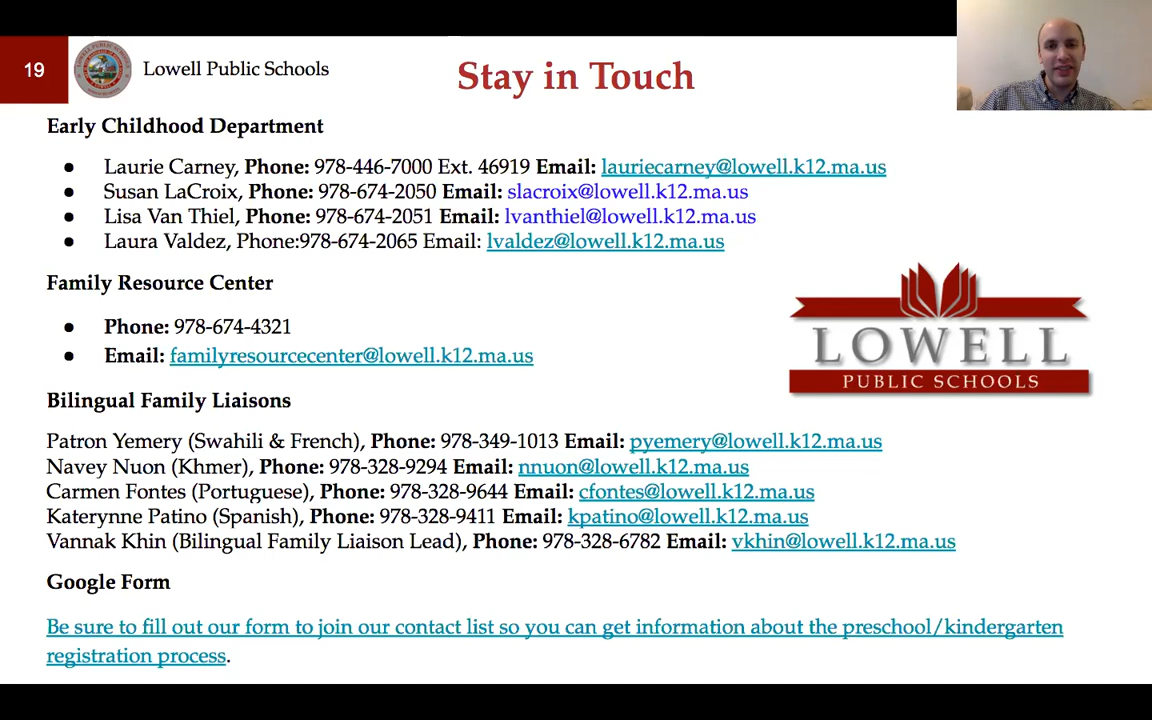 19
Lowell Public Schools
Stay in Touch
Early Childhood Department
● Laurie Carney, Phone: 978-446-7000 Ext. 46919 Email: lauriecarney@lowell.k12.ma.us
● Susan LaCroix, Phone: 978-674-2050 Email: slacroix@lowell.k12.ma.us
● Lisa Van Thiel, Phone: 978-674-2051 Email: lvanthiel@lowell.k12.ma.us
● Laura Valdez, Phone:978-674-2065 Email: lvaldez@lowell.k12.ma.us
Family Resource Center
● Phone: 978-674-4321
● Email: familyresourcecenter@lowell.k12.ma.us
LOWELL
PUBLIC SCHOOLS
Bilingual Family Liaisons
Patron Yemery (Swahili & French), Phone: 978-349-1013 Email: pyemery@lowell.k12.ma.us
Navey Nuon (Khmer), Phone: 978-328-9294 Email: nnuon@lowell.k12.ma.us
Carmen Fontes (Portuguese), Phone: 978-328-9644 Email: cfontes@lowell.k12.ma.us
Katerynne Patino (Spanish), Phone: 978-328-9411 Email: kpatino@lowell.k12.ma.us
Vannak Khin (Bilingual Family Liaison Lead), Phone: 978-328-6782 Email: vkhin@lowell.k12.ma.us
Google Form
Be sure to fill out our form to join our contact list so you can get information about the preschool/kindergarten
registration process.